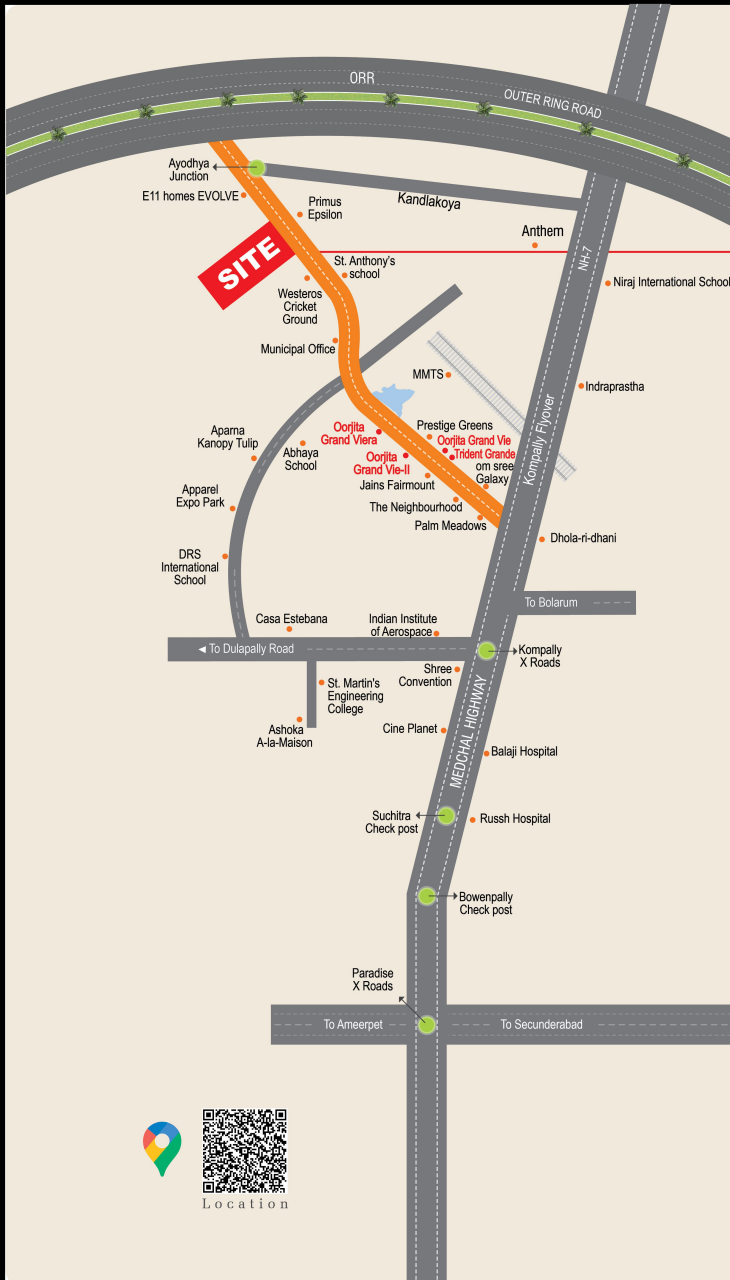 ORR
OUTER RING ROAD
Ayodhya
Junction
E11 homes EVOLVE
Primus
Epsilon
Kandlakoya
Anthem
SITE
NH-7
St. Anthony's
school
Niraj International School
Westeros
Cricket
Ground
Municipal Office
MMTS
Indraprastha
Kompally Flyover
Oorjita
Grand Viera
Prestige Greens
Oorjita Grand Vie
Trident Grande
om sree
Galaxy
Aparna
Kanopy Tulip
Abhaya
School
Oorjita
Grand Vie-II
Jains Fairmount
Apparel
Expo Park
The Neighbourhood
Palm Meadows
Dhola-ri-dhani
DRS
International
School
To Bolarum
Casa Estebana
Indian Institute
of Aerospace
◄ To Dulapally Road
Kompally
X Roads
Shree
Convention
St. Martin's
Engineering
College
MEDCHAL HIGHWAY
Ashoka
A-la-Maison
Cine Planet
Balaji Hospital
Suchitra
Check post
Russh Hospital
Bowenpally
Check post
Paradise
X Roads
To Ameerpet
To Secunderabad
Location